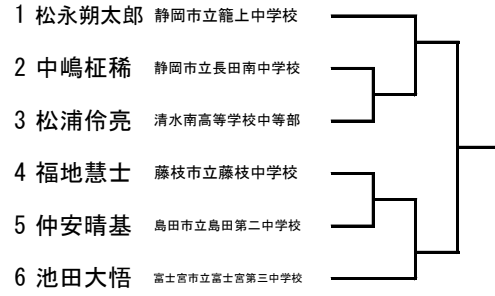 1 松永朔太郎 静岡市立籠上中学校
2 中嶋柾稀 静岡市立長田南中学校
3 松浦伶亮 清水南高等学校中等部
4 福地慧士 藤枝市立藤枝中学校
5 仲安晴基 島田市立島田第二中学校
6 池田大悟 富士宮市立富士宮第三中学校